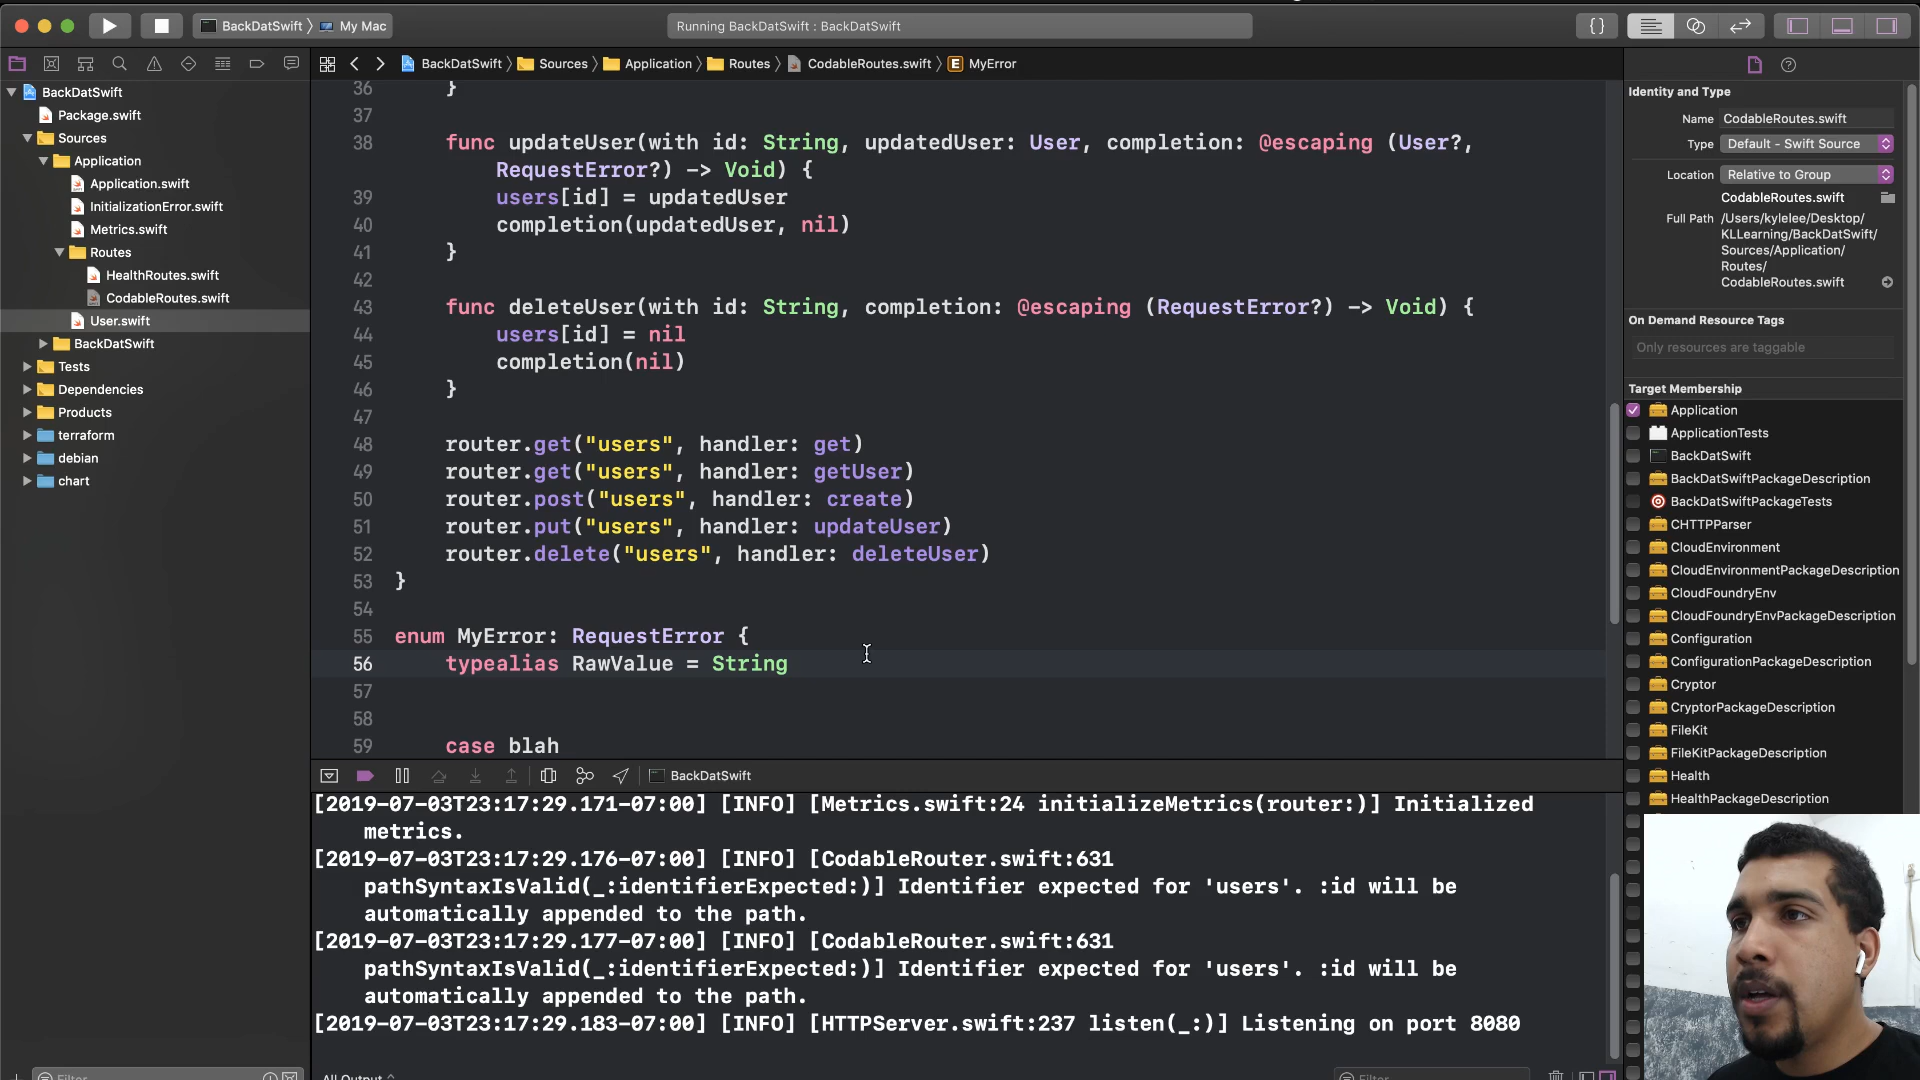 BackDatSwift
My Mac
Running BackDatSwift : BackDatSwift
BackDatSwift
Sources
Application
Routes
CodableRoutes.swift
E MyError
BackDatSwift
Package.swift
Sources
Application
Application.swift
InitializationError.swift
Metrics.swift
Routes
HealthRoutes.swift
CodableRoutes.swift
User.swift
BackDatSwift
Tests
Dependencies
Products
terraform
debian
chart
36 }
37
38 func updateUser(with id: String, updatedUser: User, completion: @escaping (User?,
RequestError?) -> Void) {
39 users[id] = updatedUser
40 completion(updatedUser, nil)
41 }
42
43 func deleteUser(with id: String, completion: @escaping (RequestError?) -> Void) {
44 users[id] = nil
45 completion(nil)
46 }
47
48 router.get("users", handler: get)
49 router.get("users", handler: getUser)
50 router.post("users", handler: create)
51 router.put("users", handler: updateUser)
52 router.delete("users", handler: deleteUser)
53 }
54
55 enum MyError: RequestError {
56 typealias RawValue = String
57
58
59 case blah
BackDatSwift
[2019-07-03T23:17:29.171-07:00] [INFO] [Metrics.swift:24 initializeMetrics(router:)] Initialized
metrics.
[2019-07-03T23:17:29.176-07:00] [INFO] [CodableRouter.swift:631
pathSyntaxIsValid(_:identifierExpected:)] Identifier expected for 'users'. :id will be
automatically appended to the path.
[2019-07-03T23:17:29.177-07:00] [INFO] [CodableRouter.swift:631
pathSyntaxIsValid(_:identifierExpected:)] Identifier expected for 'users'. :id will be
automatically appended to the path.
[2019-07-03T23:17:29.183-07:00] [INFO] [HTTPServer.swift:237 listen(_:)] Listening on port 8080
Filter
All Output
Filter
Identity and Type
Name CodableRoutes.swift
Type Default - Swift Source
Location Relative to Group
CodableRoutes.swift
Full Path /Users/kylelee/Desktop/
KLLearning/BackDatSwift/
Sources/Application/
Routes/
CodableRoutes.swift
On Demand Resource Tags
Only resources are taggable
Target Membership
Application
ApplicationTests
BackDatSwift
BackDatSwiftPackageDescription
BackDatSwiftPackageTests
CHTTPParser
CloudEnvironment
CloudEnvironmentPackageDescription
CloudFoundryEnv
CloudFoundryEnvPackageDescription
Configuration
ConfigurationPackageDescription
Cryptor
CryptorPackageDescription
FileKit
FileKitPackageDescription
Health
HealthPackageDescription